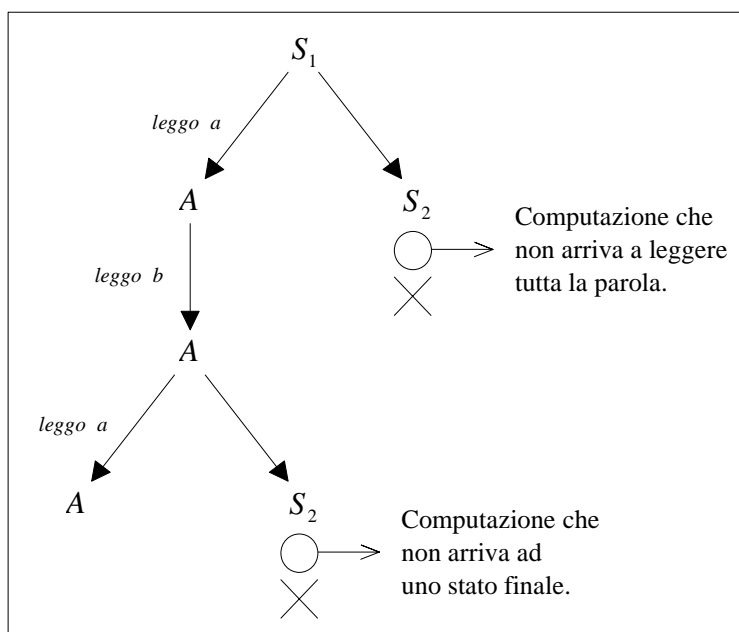 S₁
leggo a
A
S₂
Computazione che
non arriva a leggere
tutta la parola.
leggo b
A
leggo a
A
S₂
Computazione che
non arriva ad
uno stato finale.